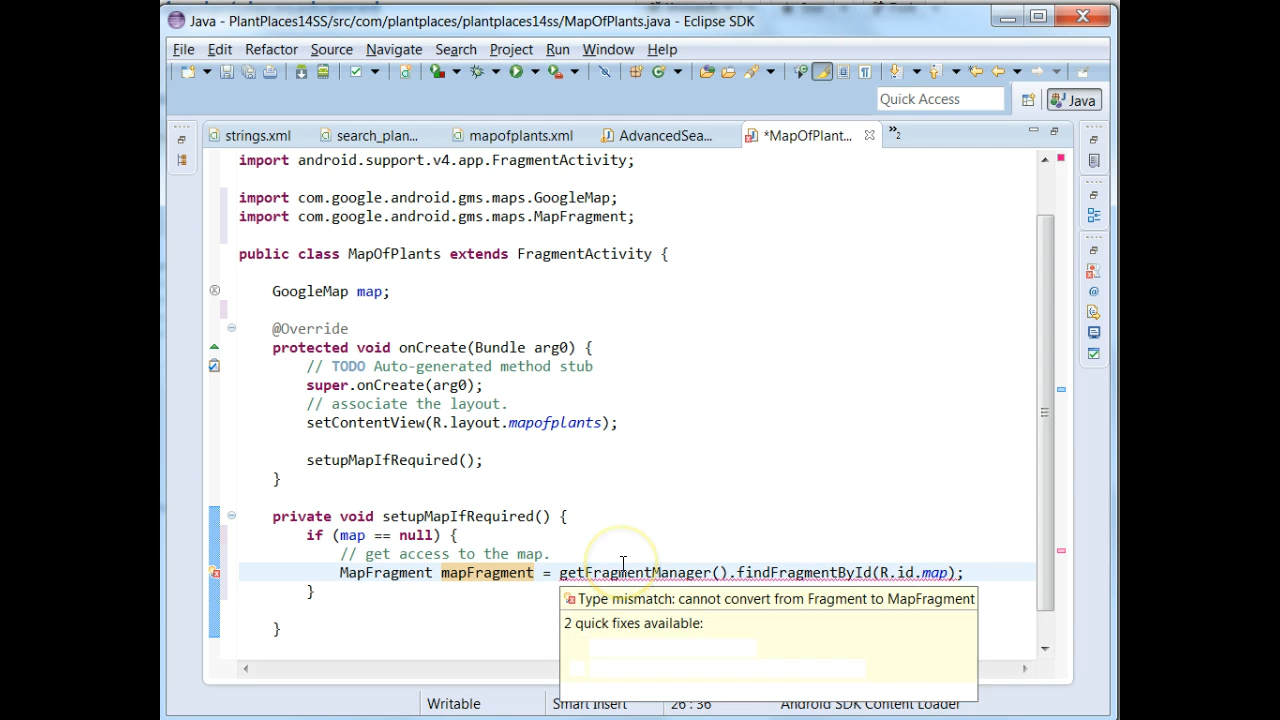 Java - PlantPlaces14SS/src/com/plantplaces/plantplaces14ss/MapOfPlants.java - Eclipse SDK
File Edit Refactor Source Navigate Search Project Run Window Help
Quick Access
Java
strings.xml search_plan... mapofplants.xml AdvancedSea... *MapOfPlant... »2
import android.support.v4.app.FragmentActivity;
import com.google.android.gms.maps.GoogleMap;
import com.google.android.gms.maps.MapFragment;
public class MapOfPlants extends FragmentActivity {
GoogleMap map;
@Override
protected void onCreate(Bundle arg0) {
// TODO Auto-generated method stub
super.onCreate(arg0);
// associate the layout.
setContentView(R.layout.mapofplants);
setupMapIfRequired();
}
private void setupMapIfRequired() {
if (map == null) {
// get access to the map.
MapFragment mapFragment = getFragmentManager().findFragmentById(R.id.map);
}
}
Type mismatch: cannot convert from Fragment to MapFragment
2 quick fixes available:
Writable Smart Insert 26 : 36 Android SDK Content Loader